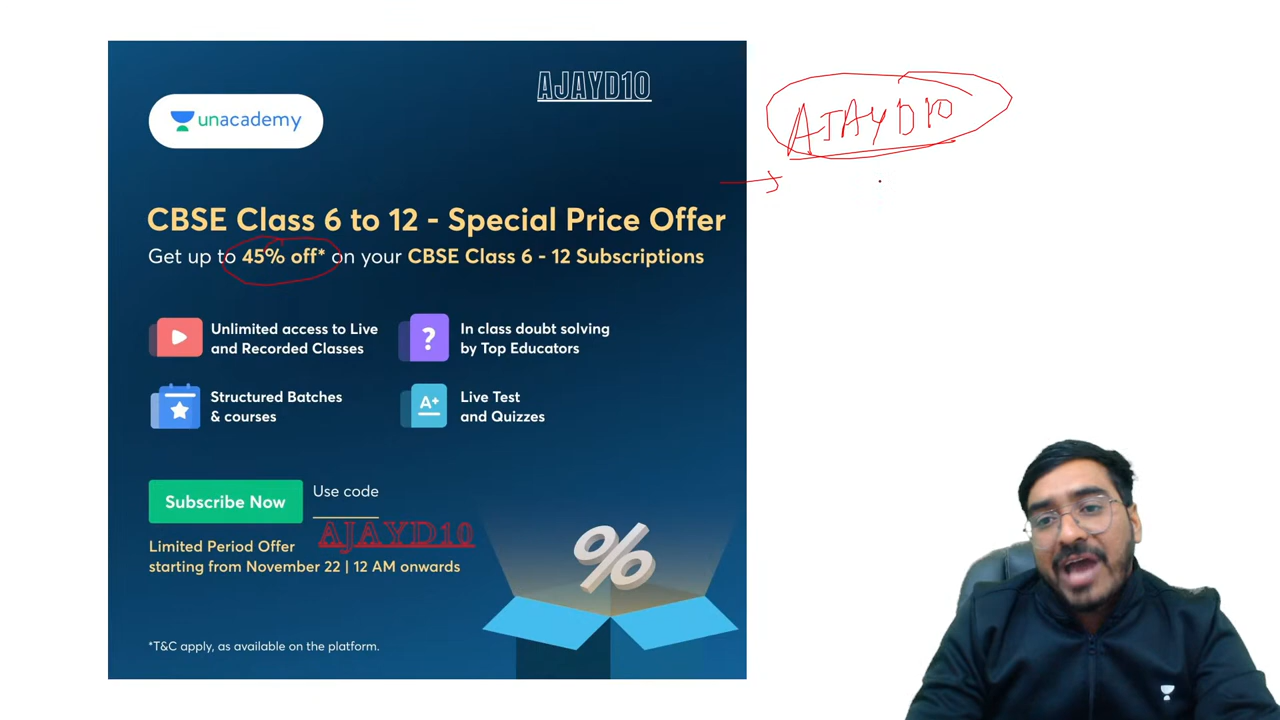 AJAYD10
unacademy
AJAYD10
CBSE Class 6 to 12 - Special Price Offer
Get up to 45% off* on your CBSE Class 6 - 12 Subscriptions
Unlimited access to Live
and Recorded Classes
In class doubt solving
by Top Educators
Structured Batches
& courses
A+
Live Test
and Quizzes
Subscribe Now
Use code
AJAYD10
Limited Period Offer
starting from November 22 | 12 AM onwards
%
*T&C apply, as available on the platform.